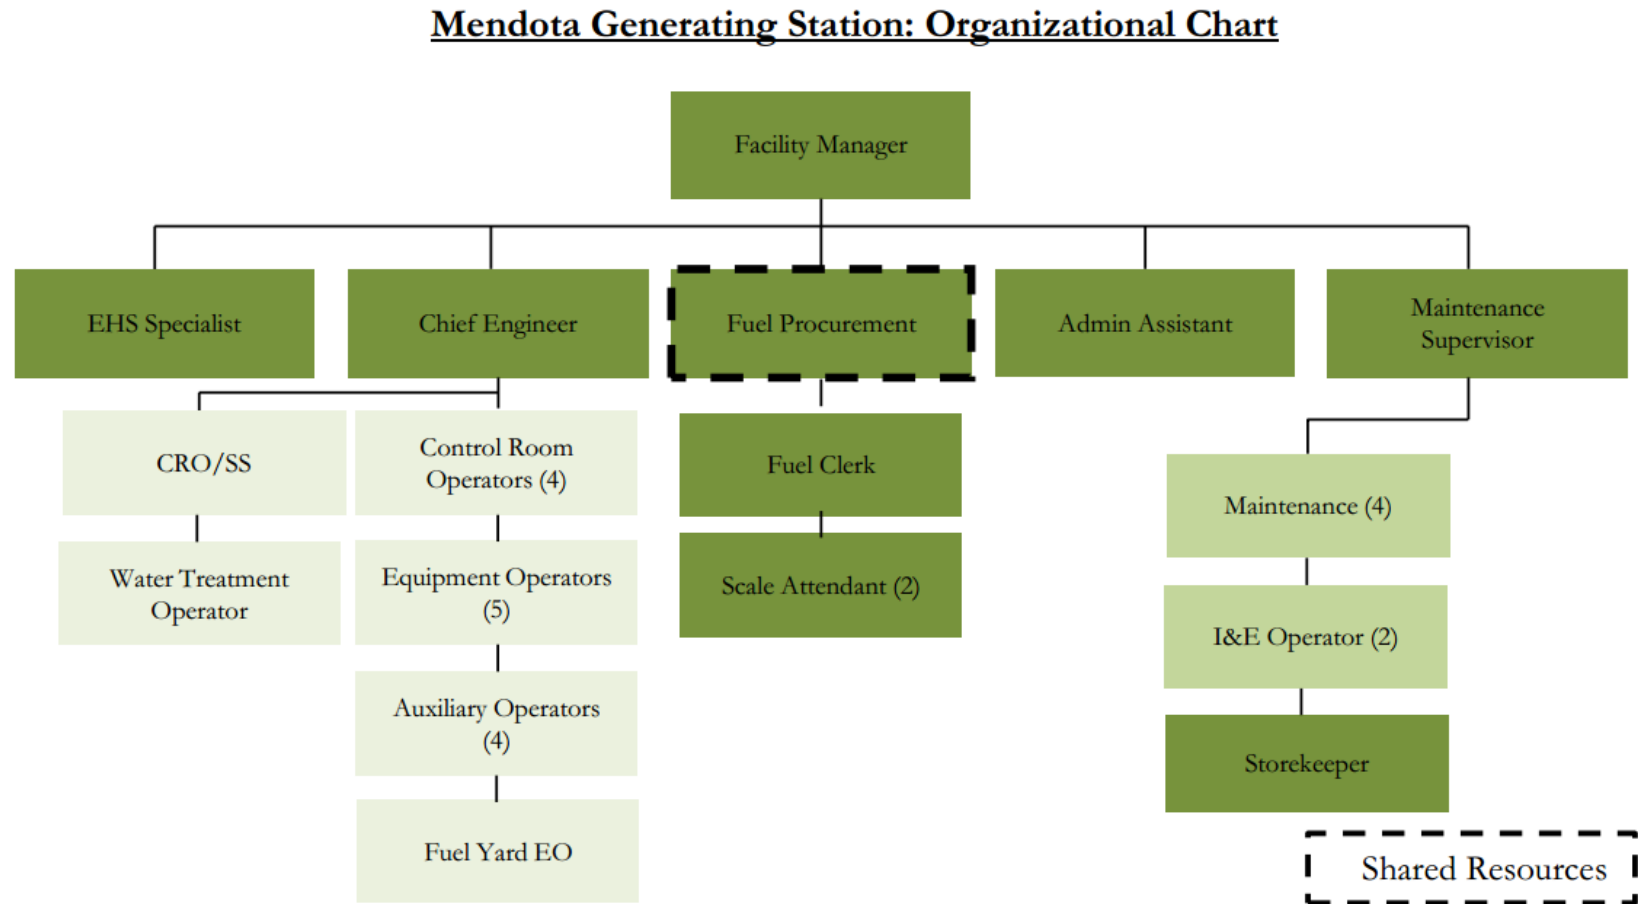 Mendota Generating Station: Organizational Chart
Facility Manager
EHS Specialist
Chief Engineer
Fuel Procurement
Admin Assistant
Maintenance
Supervisor
CRO/SS
Control Room
Operators (4)
Fuel Clerk
Maintenance (4)
Water Treatment
Operator
Equipment Operators
(5)
Scale Attendant (2)
I&E Operator (2)
Auxiliary Operators
(4)
Storekeeper
Fuel Yard EO
Shared Resources